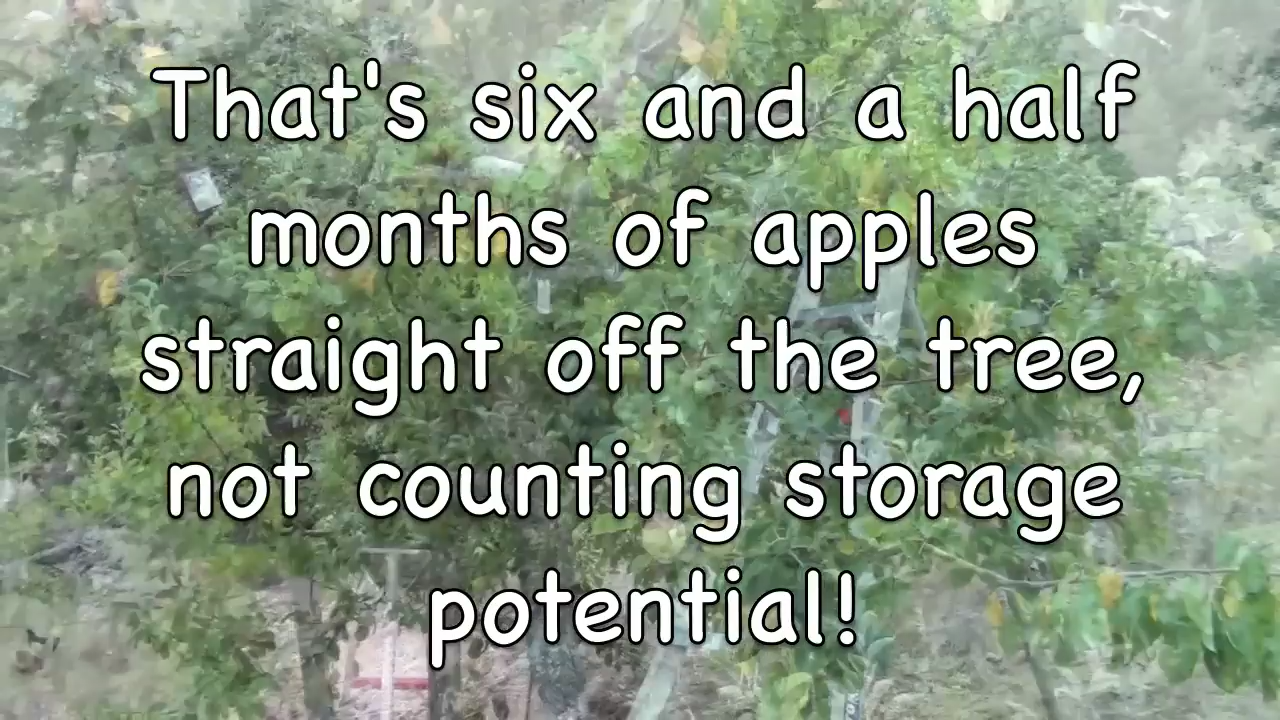 That's six and a half
months of apples
straight off the tree,
not counting storage
potential!